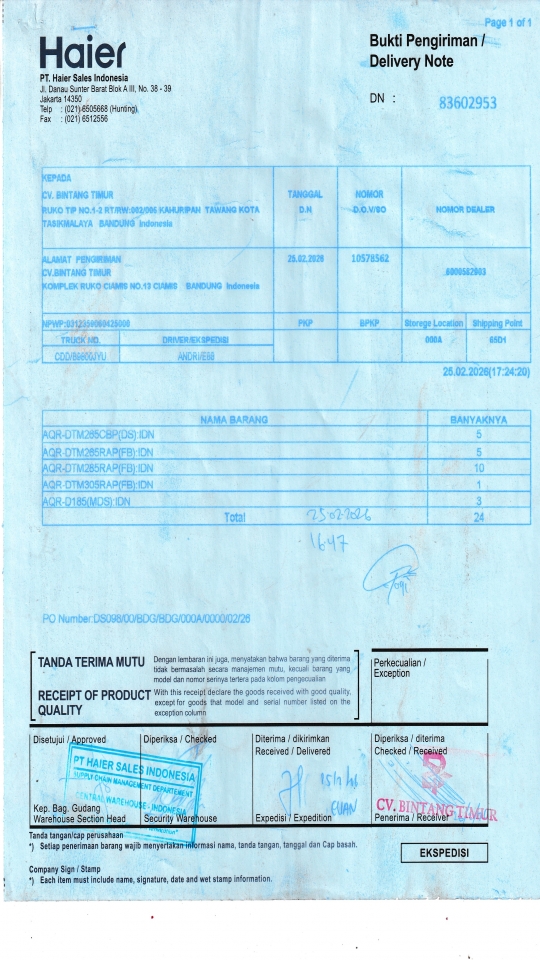 Page 1 of 1
Haier
Bukti Pengiriman /
Delivery Note
PT. Haier Sales Indonesia
Jl. Danau Sunter Barat Blok A III, No. 38 - 39
Jakarta 14350
Telp : (021) 6505668 (Hunting),
Fax : (021) 6512556
DN : 83602953
KEPADA
CV. BINTANG TIMUR
RUKO TIP NO.1-2 RT/RW:002/006 KAHURIPAN TAWANG KOTA
TASIKMALAYA BANDUNG Indonesia
TANGGAL
D.N
NOMOR
D.O.V/SO
NOMOR DEALER
ALAMAT PENGIRIMAN
CV.BINTANG TIMUR
KOMPLEK RUKO CIAMIS NO.13 CIAMIS BANDUNG Indonesia
25.02.2026
10578562
PKP BPKP Storege Location Shipping Point
TRUCK NO. DRIVER/EKSPEDISI 000A 65D1
25.02.2026(17:24:20)
NAMA BARANG BANYAKNYA
AQR-DTM265CBP(DS):IDN 5
AQR-DTM265RAP(FB):IDN 5
AQR-DTM285RAP(FB):IDN 10
AQR-DTM305RAP(FB):IDN 1
AQR-D185(MDS):IDN 3
Total 24
25.02.2026
16.47
PO Number:DS098/00/BDG/BDG/000A/0000/02/26
TANDA TERIMA MUTU
Dengan lembaran ini juga, menyatakan bahwa barang yang diterima
tidak bermasalah secara manajemen mutu, kecuali barang yang
model dan nomor serinya tertera pada kolom pengecualian
RECEIPT OF PRODUCT
QUALITY
With this receipt declare the goods received with good quality,
except for goods that model and serial number listed on the
exception column
Perkecualian /
Exception
Disetujui / Approved
Diperiksa / Checked
Diterima / dikirimkan
Received / Delivered
Diperiksa / diterima
Checked / Received
PT HAIER SALES INDONESIA
SUPPLY CHAIN MANAGEMENT DEPARTEMENT
CENTRAL WAREHOUSE - INDONESIA
CV. BINTANG TIMUR
Kep. Bag. Gudang
Warehouse Section Head
Security Warehouse
Expedisi / Expedition
Penerima / Receiver
Tanda tangan/cap perusahaan
*) Setiap penerimaan barang wajib menyertakan informasi nama, tanda tangan, tanggal dan Cap basah.
EKSPEDISI
Company Sign / Stamp
*) Each item must include name, signature, date and wet stamp information.